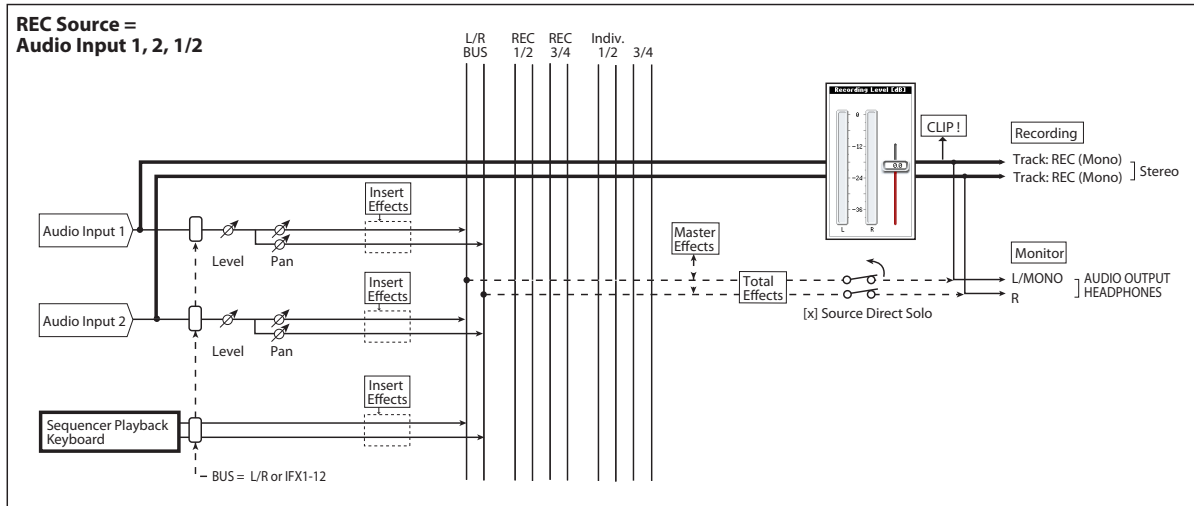 REC Source =
Audio Input 1, 2, 1/2
L/R
BUS
REC
1/2
REC
3/4
Indiv.
1/2
3/4
Recording Level [dB]
0
-12
-24
-36
0.0
L
R
CLIP !
Recording
Track: REC (Mono)
Track: REC (Mono)
Stereo
Insert
Effects
Audio Input 1
Level
Pan
Master
Effects
Monitor
L/MONO
R
AUDIO OUTPUT
HEADPHONES
Total
Effects
[x] Source Direct Solo
Insert
Effects
Audio Input 2
Level
Pan
Insert
Effects
Sequencer Playback
Keyboard
BUS = L/R or IFX1-12